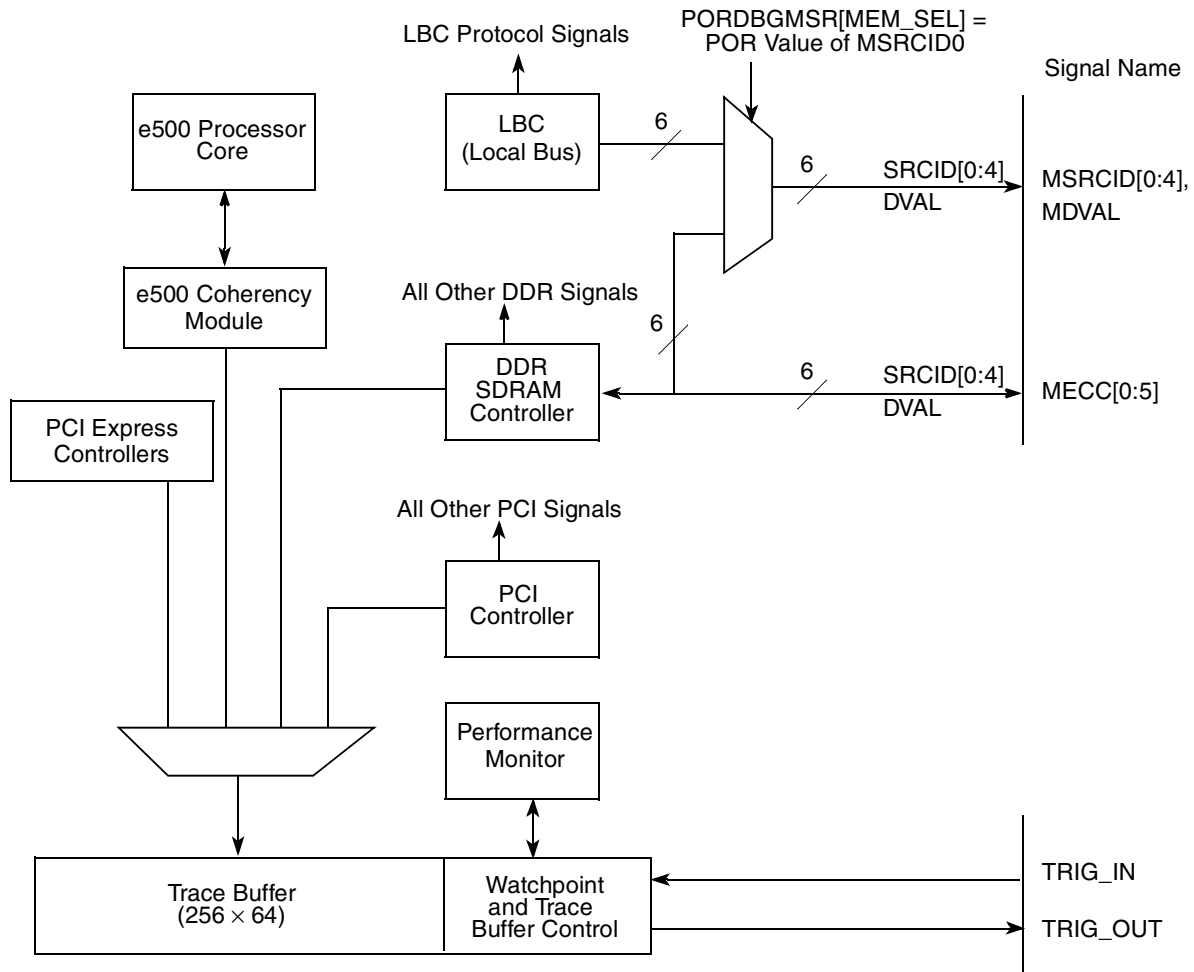 PORDBGMSR[MEM_SEL] =
POR Value of MSRCID0
LBC Protocol Signals
Signal Name
e500 Processor
Core
LBC
(Local Bus)
6
6
SRCID[0:4]
DVAL
MSRCID[0:4],
MDVAL
e500 Coherency
Module
All Other DDR Signals
6
DDR
SDRAM
Controller
6
SRCID[0:4]
DVAL
MECC[0:5]
PCI Express
Controllers
All Other PCI Signals
PCI
Controller
Performance
Monitor
Trace Buffer
(256 × 64)
Watchpoint
and Trace
Buffer Control
TRIG_IN
TRIG_OUT